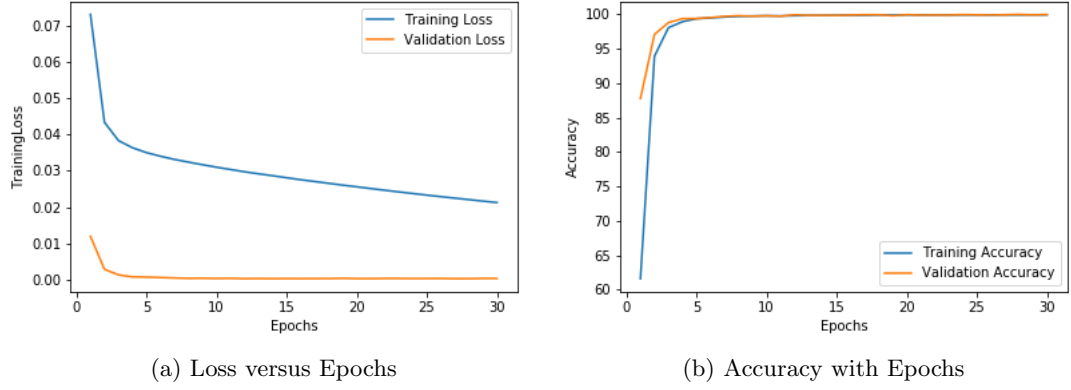 Training Loss
Validation Loss
TrainingLoss
0.07
0.06
0.05
0.04
0.03
0.02
0.01
0.00
0 5 10 15 20 25 30
Epochs
(a) Loss versus Epochs
Training Accuracy
Validation Accuracy
Accuracy
100
95
90
85
80
75
70
65
60
0 5 10 15 20 25 30
Epochs
(b) Accuracy with Epochs